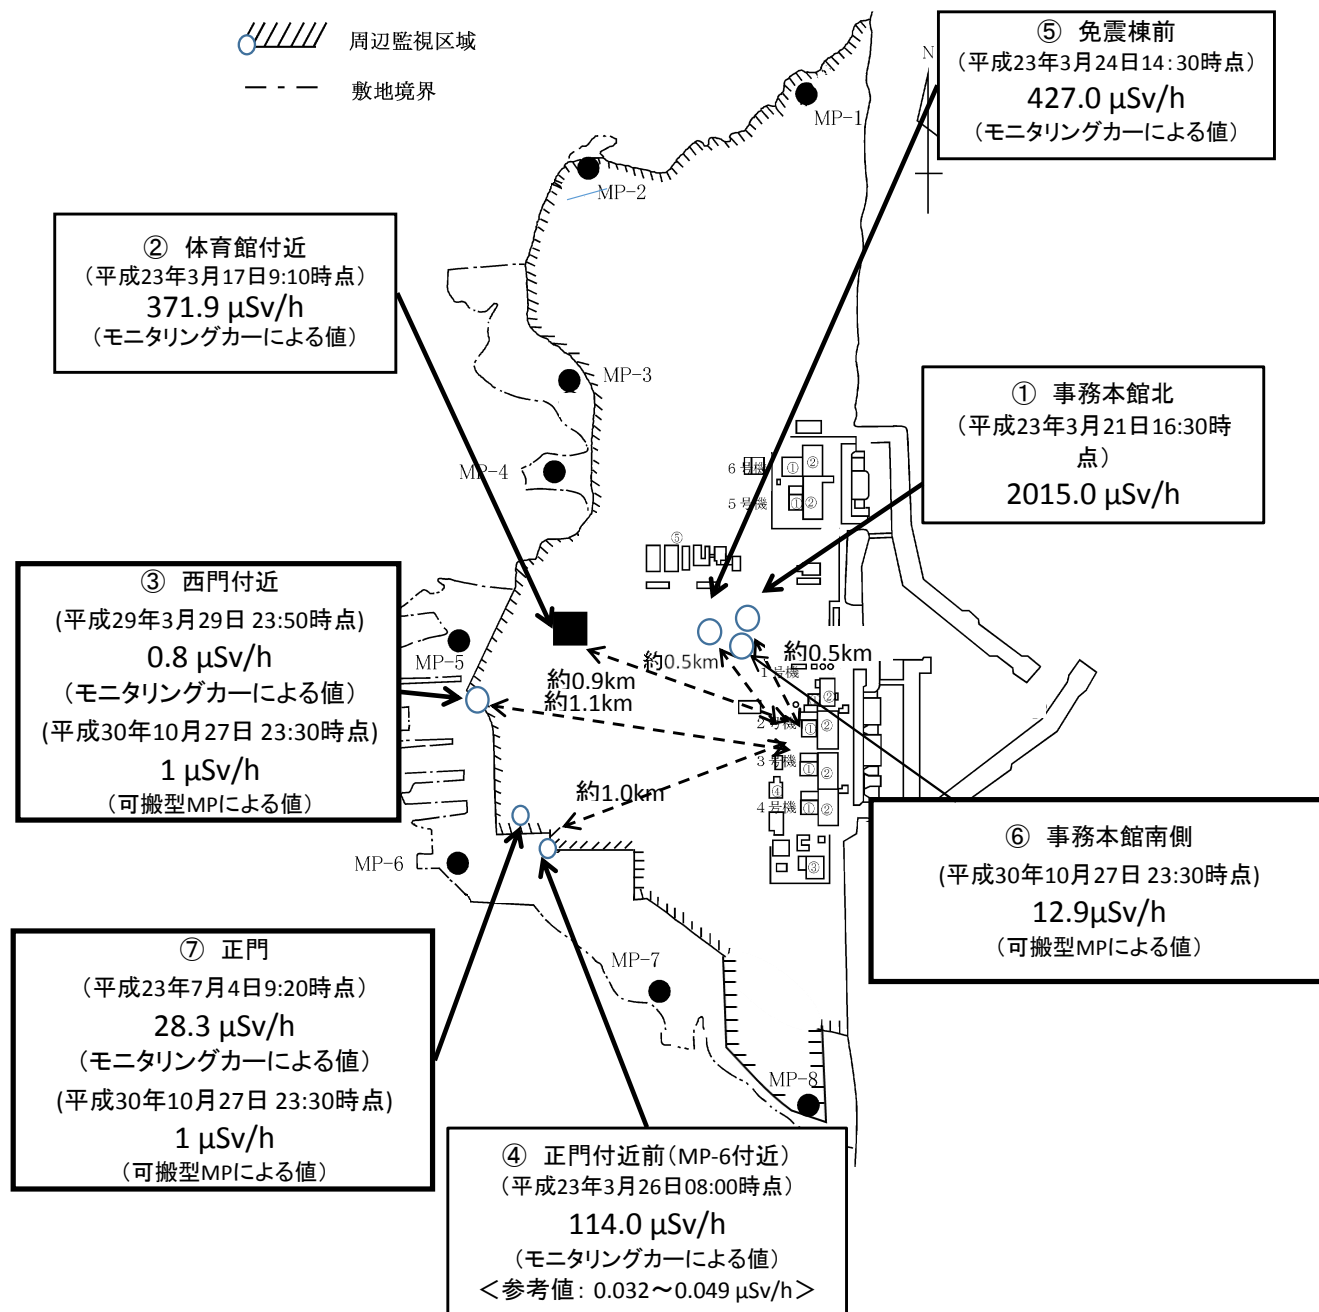 周辺監視区域
敷地境界
⑤ 免震棟前
(平成23年3月24日14:30時点)
427.0 μSv/h
(モニタリングカーによる値)
N
MP-1
MP-2
② 体育館付近
(平成23年3月17日9:10時点)
371.9 μSv/h
(モニタリングカーによる値)
MP-3
① 事務本館北
(平成23年3月21日16:30時
点)
2015.0 μSv/h
MP-4
6号機
① ②
5号機
① ②
⑤
③ 西門付近
(平成29年3月29日 23:50時点)
0.8 μSv/h
(モニタリングカーによる値)
(平成30年10月27日 23:30時点)
1 μSv/h
(可搬型MPによる値)
MP-5
約0.5km
約0.5km
約0.9km
約1.1km
1号機
②
2号機
① ②
3号機
① ②
④
4号機
① ②
③
約1.0km
MP-6
⑥ 事務本館南側
(平成30年10月27日 23:30時点)
12.9μSv/h
(可搬型MPによる値)
⑦ 正門
(平成23年7月4日9:20時点)
28.3 μSv/h
(モニタリングカーによる値)
(平成30年10月27日 23:30時点)
1 μSv/h
(可搬型MPによる値)
MP-7
MP-8
④ 正門付近前(MP-6付近)
(平成23年3月26日08:00時点)
114.0 μSv/h
(モニタリングカーによる値)
<参考値: 0.032~0.049 μSv/h>